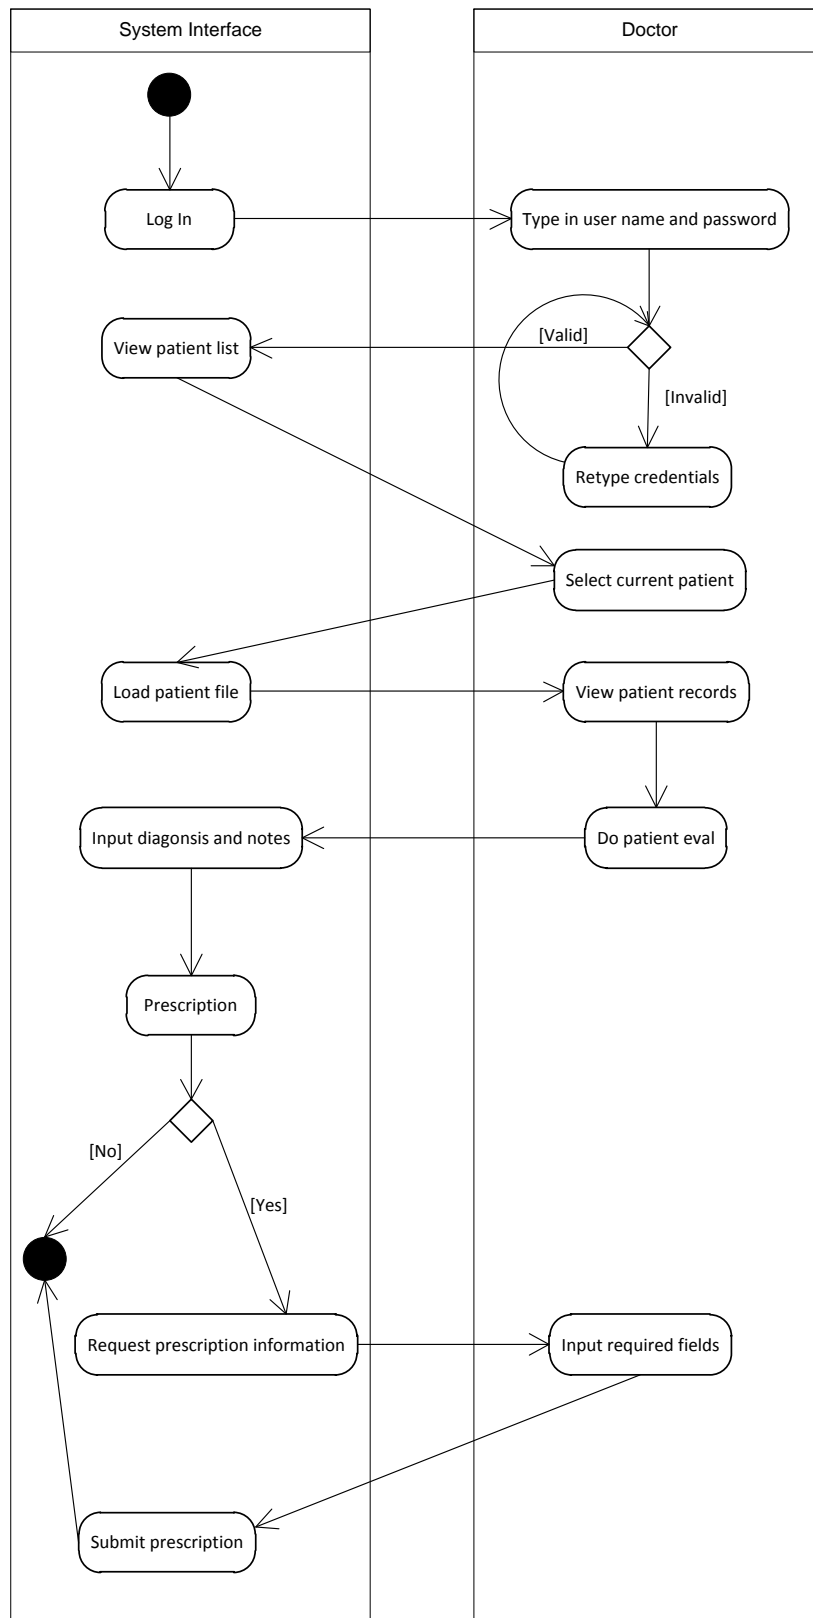 System Interface
Doctor
Log In
Type in user name and password
View patient list
[Valid]
[Invalid]
Retype credentials
Select current patient
Load patient file
View patient records
Input diagonsis and notes
Do patient eval
Prescription
[No]
[Yes]
Request prescription information
Input required fields
Submit prescription